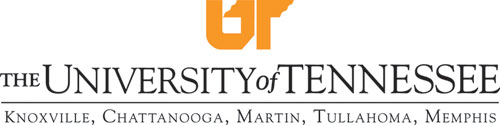 UT
THE UNIVERSITY of TENNESSEE
KNOXVILLE, CHATTANOOGA, MARTIN, TULLAHOMA, MEMPHIS